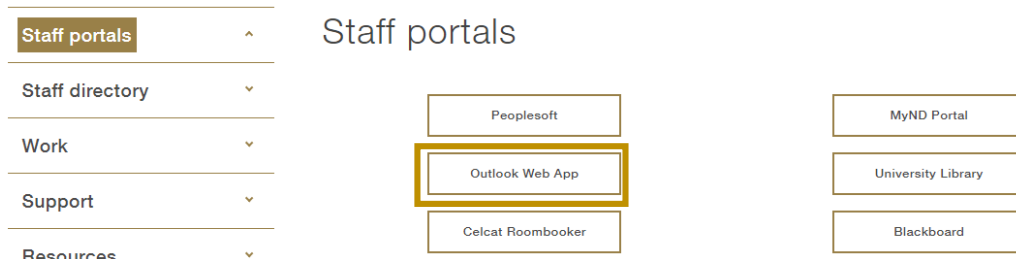 Staff portals
Staff directory
Work
Support
Resources
Staff portals
Peoplesoft
MyND Portal
Outlook Web App
University Library
Celcat Roombooker
Blackboard